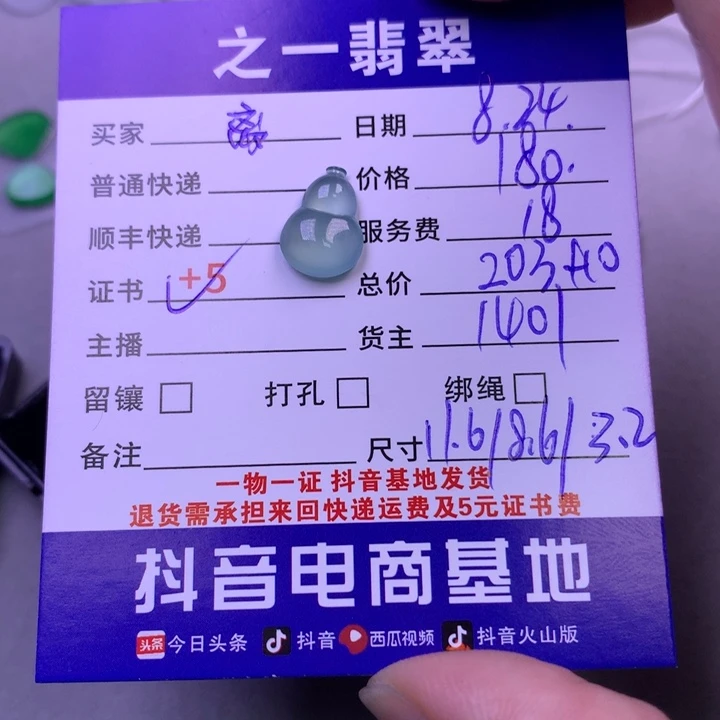 之一翡翠
买家 日期 8.24.
普通快递 价格 180.
顺丰快递 服务费 18
证书 ✓ +5 总价 203+10
主播 货主 1401
留镶 □ 打孔 □ 绑绳 □
备注 尺寸 11.6/8.6/3.2
一物一证 抖音基地发货
退货需承担来回快递运费及5元证书费
抖音电商基地
头条 今日头条 抖音 西瓜视频 抖音火山版